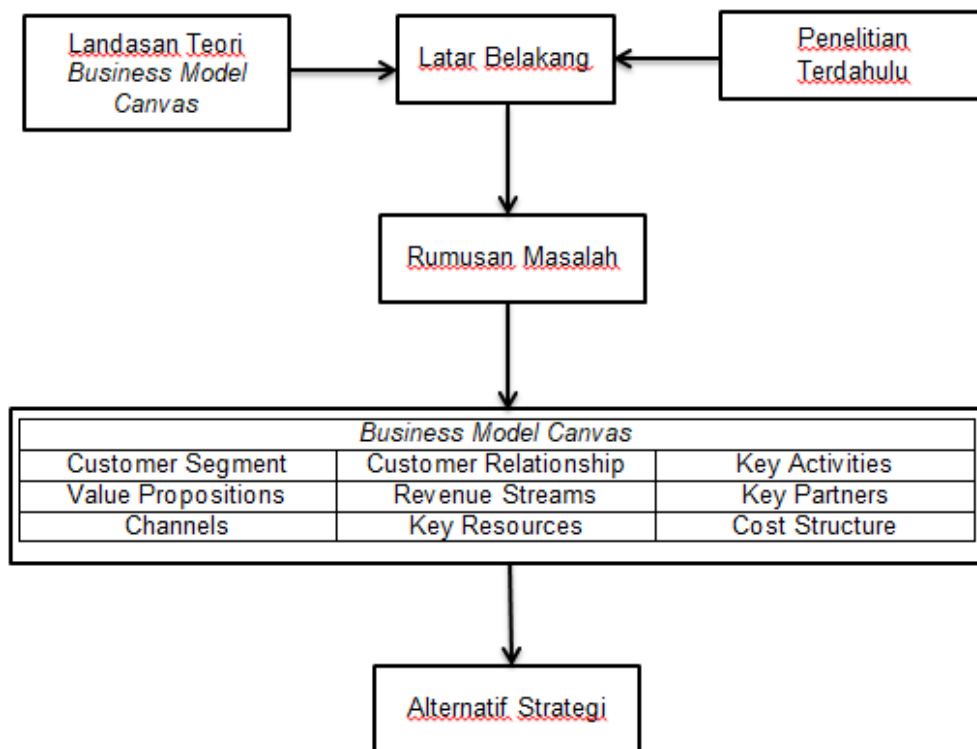 Landasan Teori
Business Model
Canvas
Latar Belakang
Penelitian
Terdahulu
Rumusan Masalah
Business Model Canvas
Customer Segment Customer Relationship Key Activities
Value Propositions Revenue Streams Key Partners
Channels Key Resources Cost Structure
Alternatif Strategi